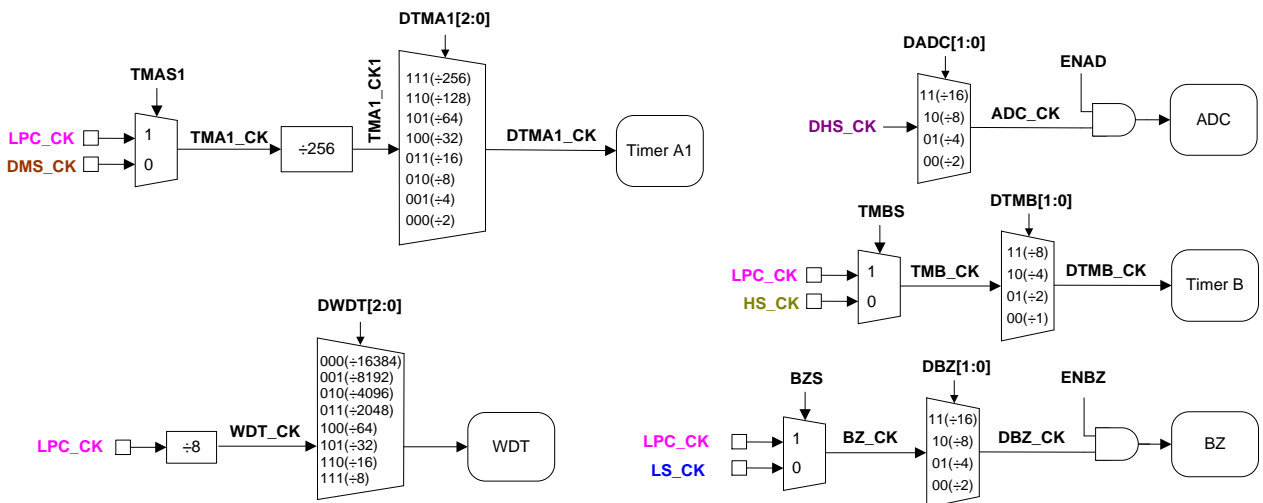 DTMA1[2:0]
TMAS1
LPC_CK
DMS_CK
1
0
TMA1_CK
÷256
TMA1_CK1
111(÷256)
110(÷128)
101(÷64)
100(÷32)
011(÷16)
010(÷8)
001(÷4)
000(÷2)
DTMA1_CK
Timer A1
DADC[1:0]
ENAD
DHS_CK
11(÷16)
10(÷8)
01(÷4)
00(÷2)
ADC_CK
ADC
TMBS
DTMB[1:0]
LPC_CK
HS_CK
1
0
TMB_CK
11(÷8)
10(÷4)
01(÷2)
00(÷1)
DTMB_CK
Timer B
DWDT[2:0]
LPC_CK
÷8
WDT_CK
000(÷16384)
001(÷8192)
010(÷4096)
011(÷2048)
100(÷64)
101(÷32)
110(÷16)
111(÷8)
WDT
BZS
DBZ[1:0]
ENBZ
LPC_CK
LS_CK
1
0
BZ_CK
11(÷16)
10(÷8)
01(÷4)
00(÷2)
DBZ_CK
BZ